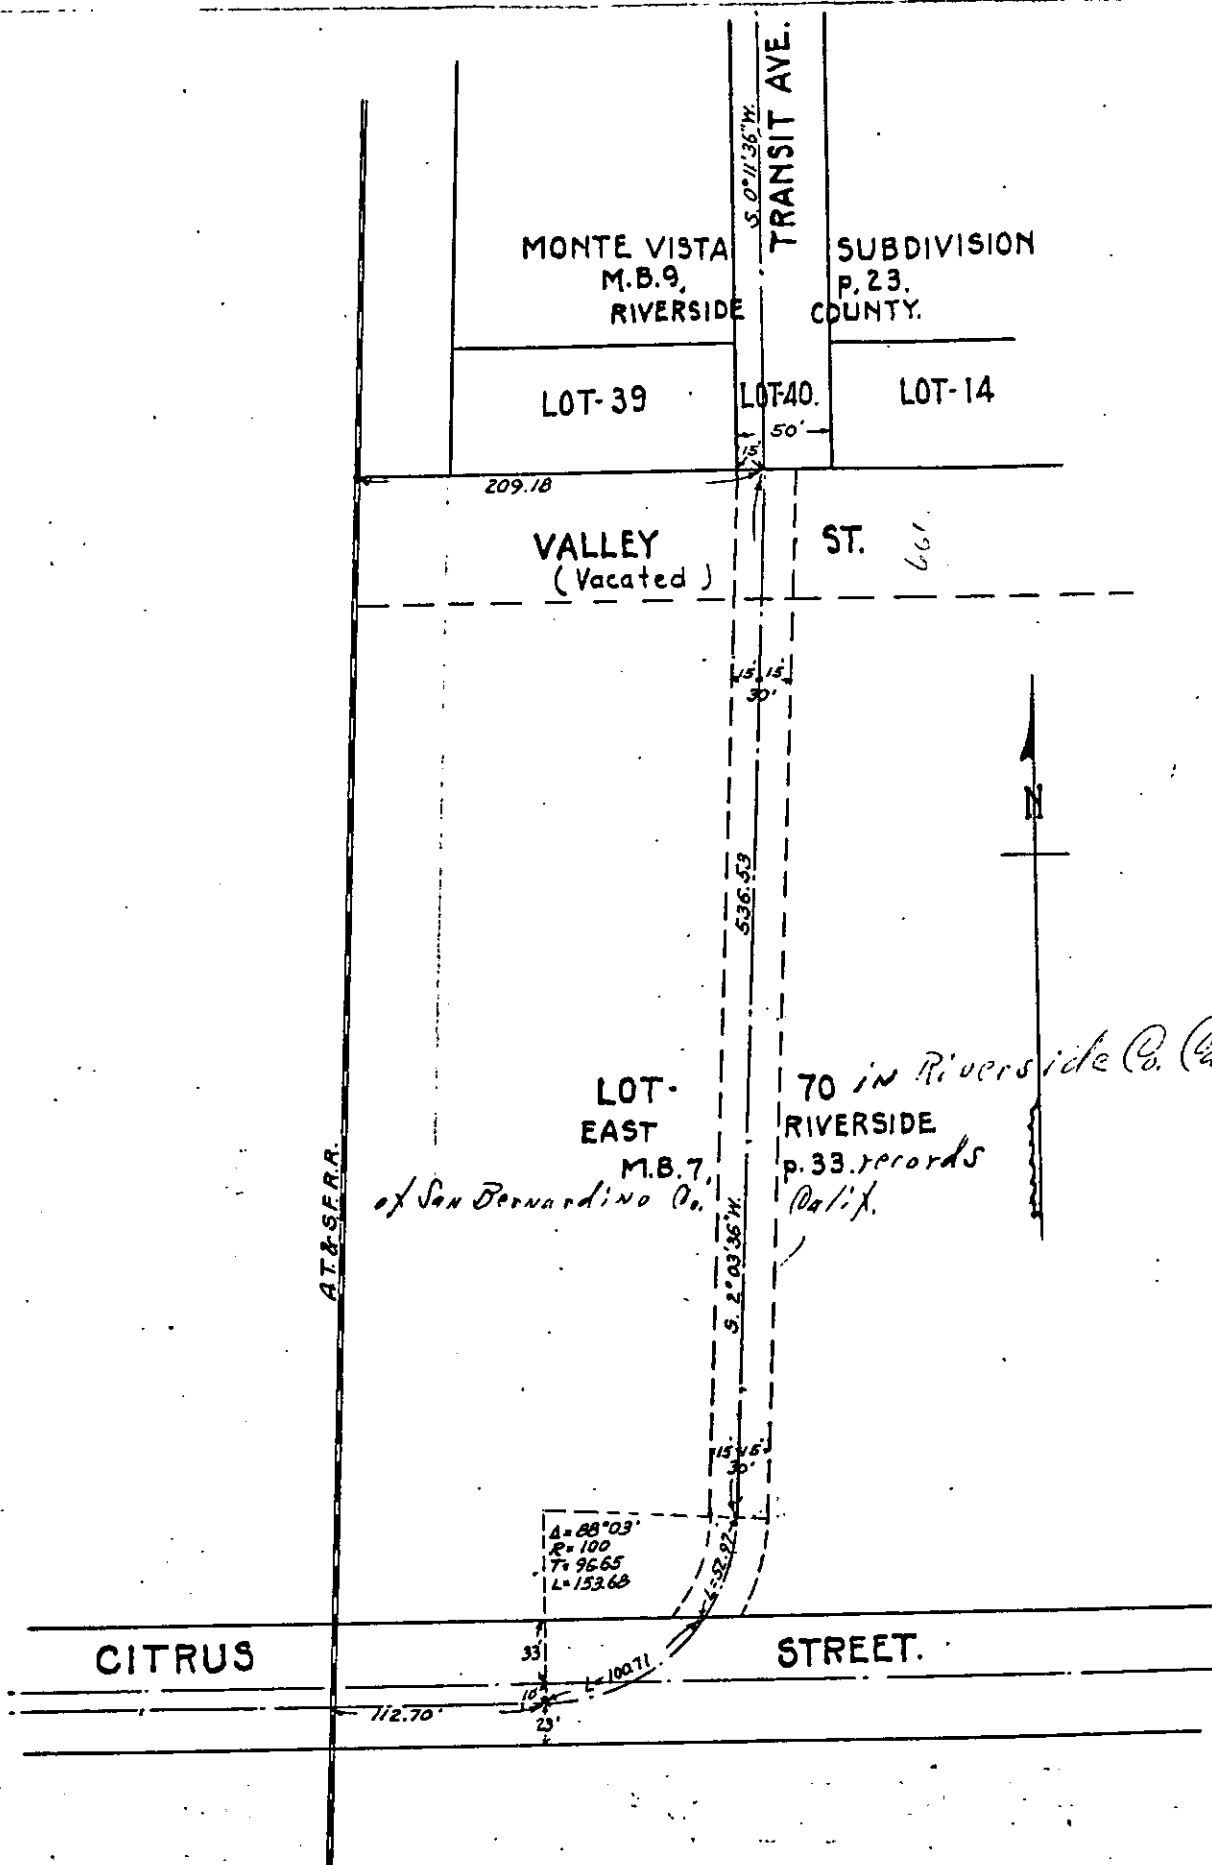 TRANSIT AVE.
S. 0°11'36"W.
MONTE VISTA SUBDIVISION
M.B.9, P. 23.
RIVERSIDE COUNTY.
LOT-39 LOT-40. LOT-14
50'
15'
209.18
VALLEY ST.
(Vacated)
66'
15' 15'
30'
N
536.53
LOT- 70 in Riverside Co.
EAST RIVERSIDE
M.B.7, p.33. records
of San Bernardino Co. Calif.
A.T.&S.F.R.R.
S. 2°03'36"W.
15' 15'
30'
Δ=88°03'
R=100
T=96.65
L=153.68
L=52.97
CITRUS STREET.
33'
L=100.71
10'
112.70'
23'